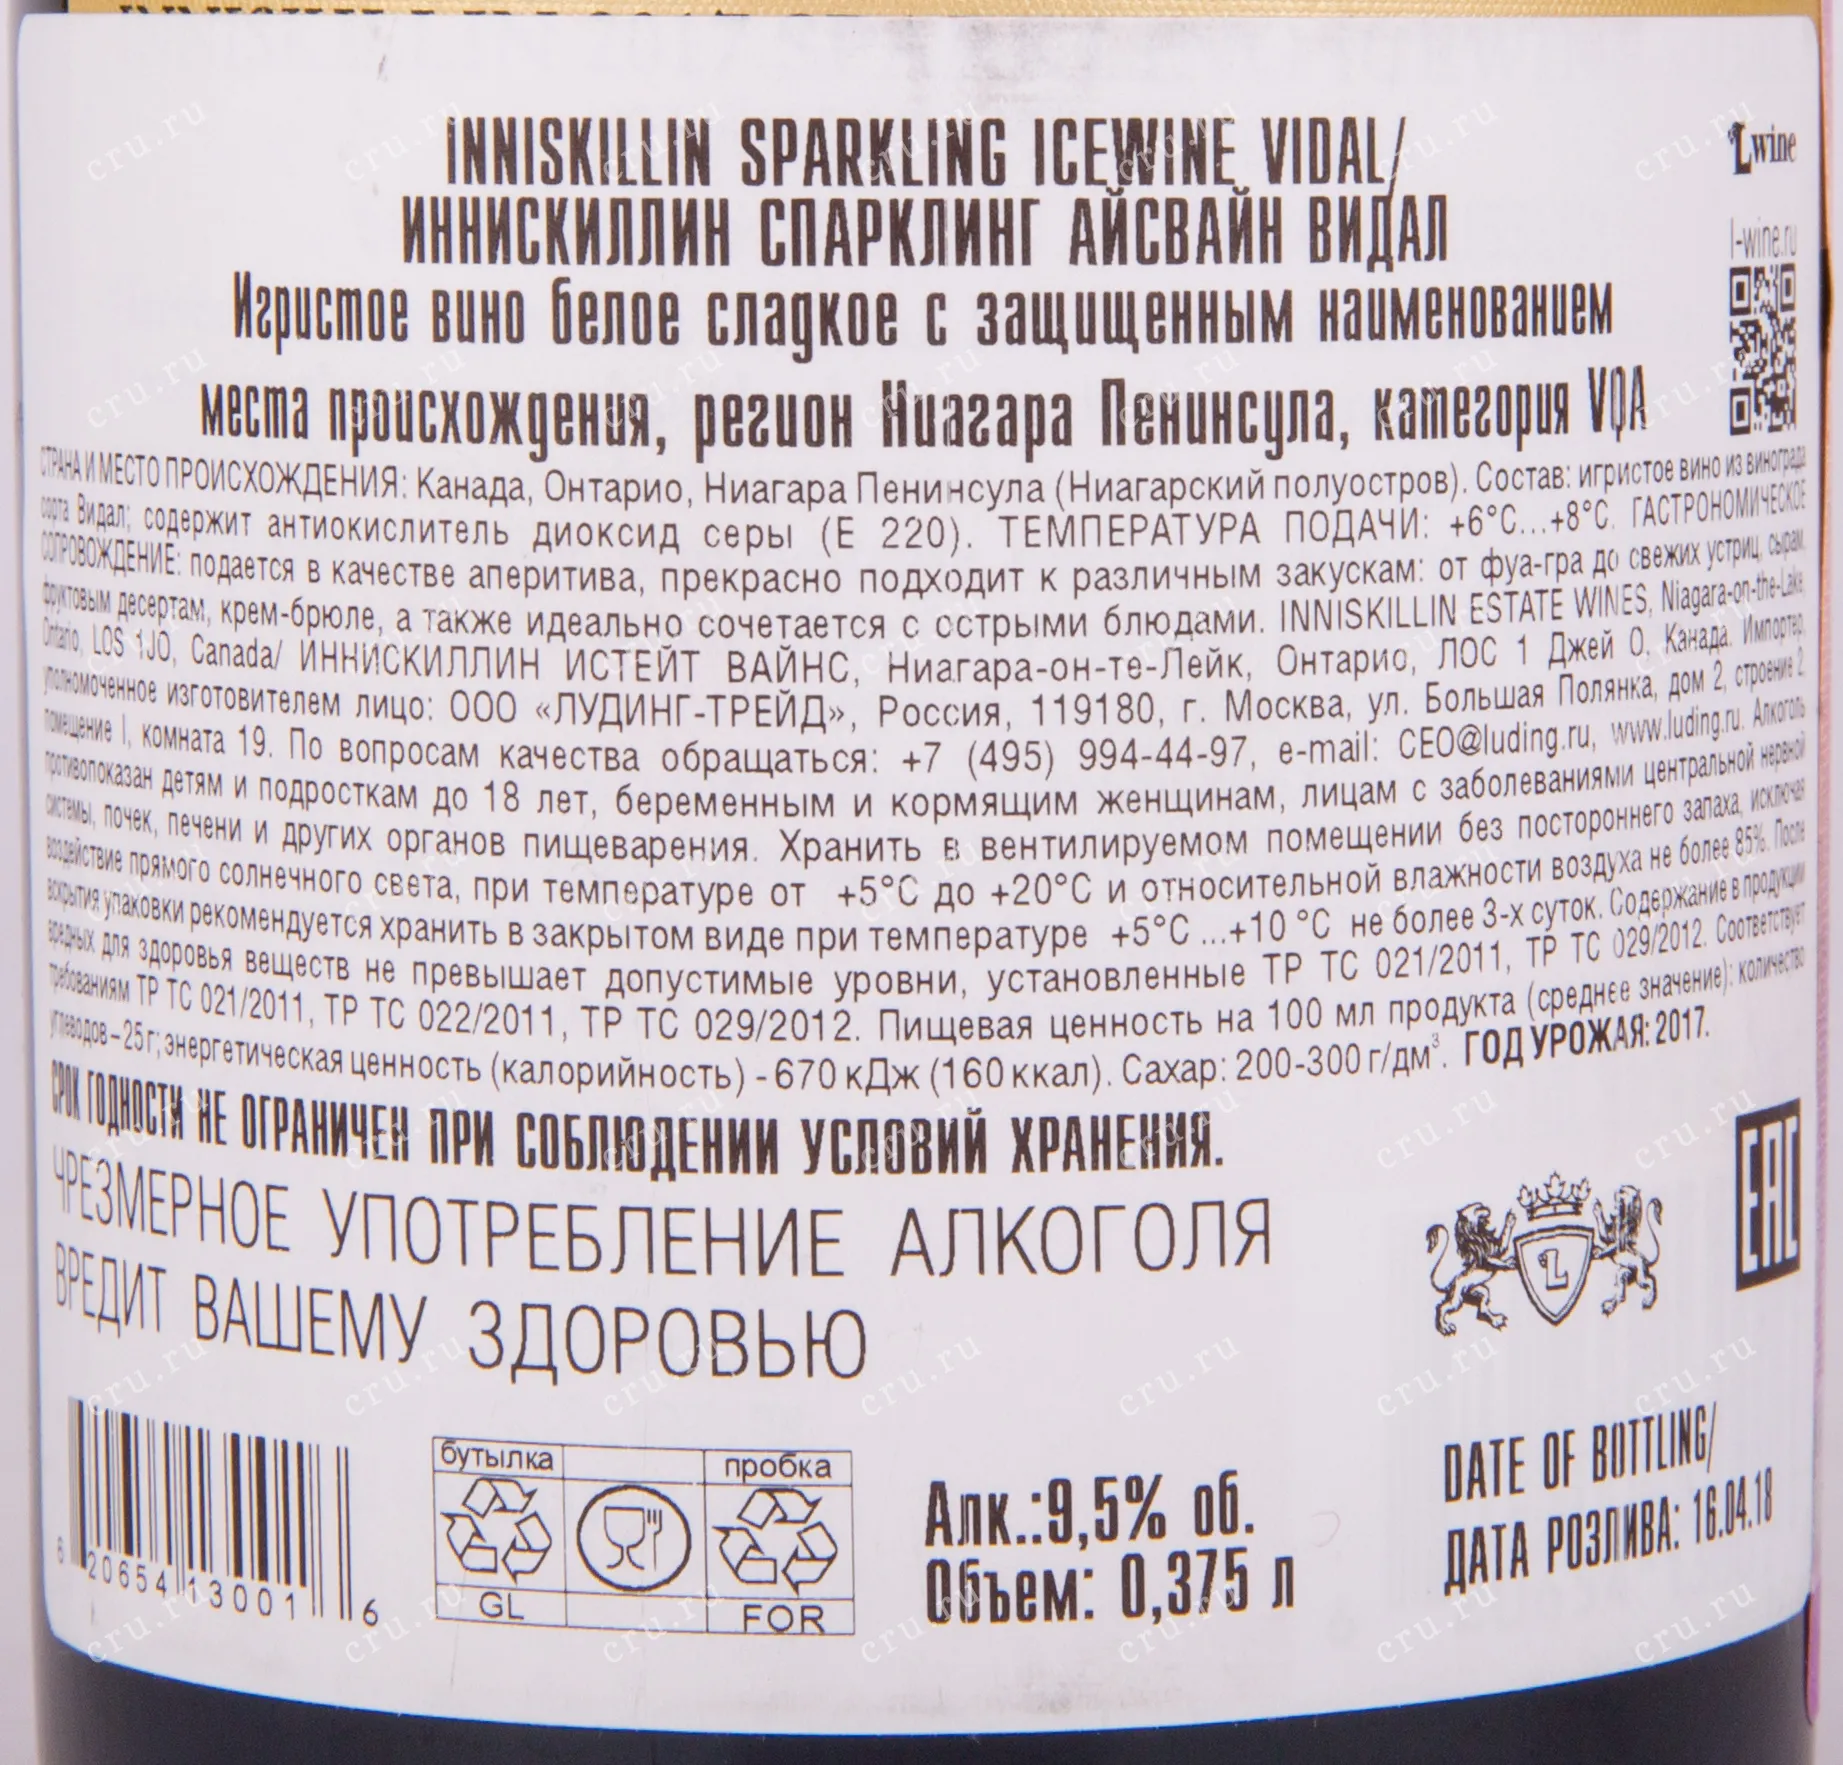 INNISKILLIN SPARKLING ICEWINE VIDAL/
ИННИСКИЛЛИН СПАРКЛИНГ АЙСВАЙН ВИДАЛ
Игристое вино белое сладкое с защищенным наименованием
места происхождения, регион Ниагара Пенинсула, категория VQA
Lwine
l-wine.ru
СТРАНА И МЕСТО ПРОИСХОЖДЕНИЯ: Канада, Онтарио, Ниагара Пенинсула (Ниагарский полуостров). Состав: игристое вино из винограда
сорта Видал; содержит антиокислитель диоксид серы (Е 220). ТЕМПЕРАТУРА ПОДАЧИ: +6°С...+8°С. ГАСТРОНОМИЧЕСКОЕ
СОПРОВОЖДЕНИЕ: подается в качестве аперитива, прекрасно подходит к различным закускам: от фуа-гра до свежих устриц, сырам,
фруктовым десертам, крем-брюле, а также идеально сочетается с острыми блюдами. INNISKILLIN ESTATE WINES, Niagara-on-the-Lake,
Ontario, LOS 1JO, Canada/ ИННИСКИЛЛИН ИСТЕЙТ ВАЙНС, Ниагара-он-те-Лейк, Онтарио, ЛОС 1 Джей О, Канада. Импортер,
уполномоченное изготовителем лицо: ООО «ЛУДИНГ-ТРЕЙД», Россия, 119180, г. Москва, ул. Большая Полянка, дом 2, строение 2,
помещение I, комната 19. По вопросам качества обращаться: +7 (495) 994-44-97, e-mail: CEO@luding.ru, www.luding.ru. Алкоголь
противопоказан детям и подросткам до 18 лет, беременным и кормящим женщинам, лицам с заболеваниями центральной нервной
системы, почек, печени и других органов пищеварения. Хранить в вентилируемом помещении без постороннего запаха, исключая
воздействие прямого солнечного света, при температуре от +5°С до +20°С и относительной влажности воздуха не более 85%. После
вскрытия упаковки рекомендуется хранить в закрытом виде при температуре +5°С ...+10 °С не более 3-х суток. Содержание в продукции
вредных для здоровья веществ не превышает допустимые уровни, установленные ТР ТС 021/2011, ТР ТС 029/2012. Соответствует
требованиям ТР ТС 021/2011, ТР ТС 022/2011, ТР ТС 029/2012. Пищевая ценность на 100 мл продукта (среднее значение): количество
углеводов – 25 г; энергетическая ценность (калорийность) - 670 кДж (160 ккал). Сахар: 200-300 г/дм³. ГОД УРОЖАЯ: 2017.
СРОК ГОДНОСТИ НЕ ОГРАНИЧЕН ПРИ СОБЛЮДЕНИИ УСЛОВИЙ ХРАНЕНИЯ.
ЧРЕЗМЕРНОЕ УПОТРЕБЛЕНИЕ АЛКОГОЛЯ
ВРЕДИТ ВАШЕМУ ЗДОРОВЬЮ
EAC
L
6 20654 13001 6
бутылка
пробка
GL
FOR
Алк.:9,5% об.
Объем: 0,375 л
DATE OF BOTTLING/
ДАТА РОЗЛИВА: 16.04.18
cru.ru